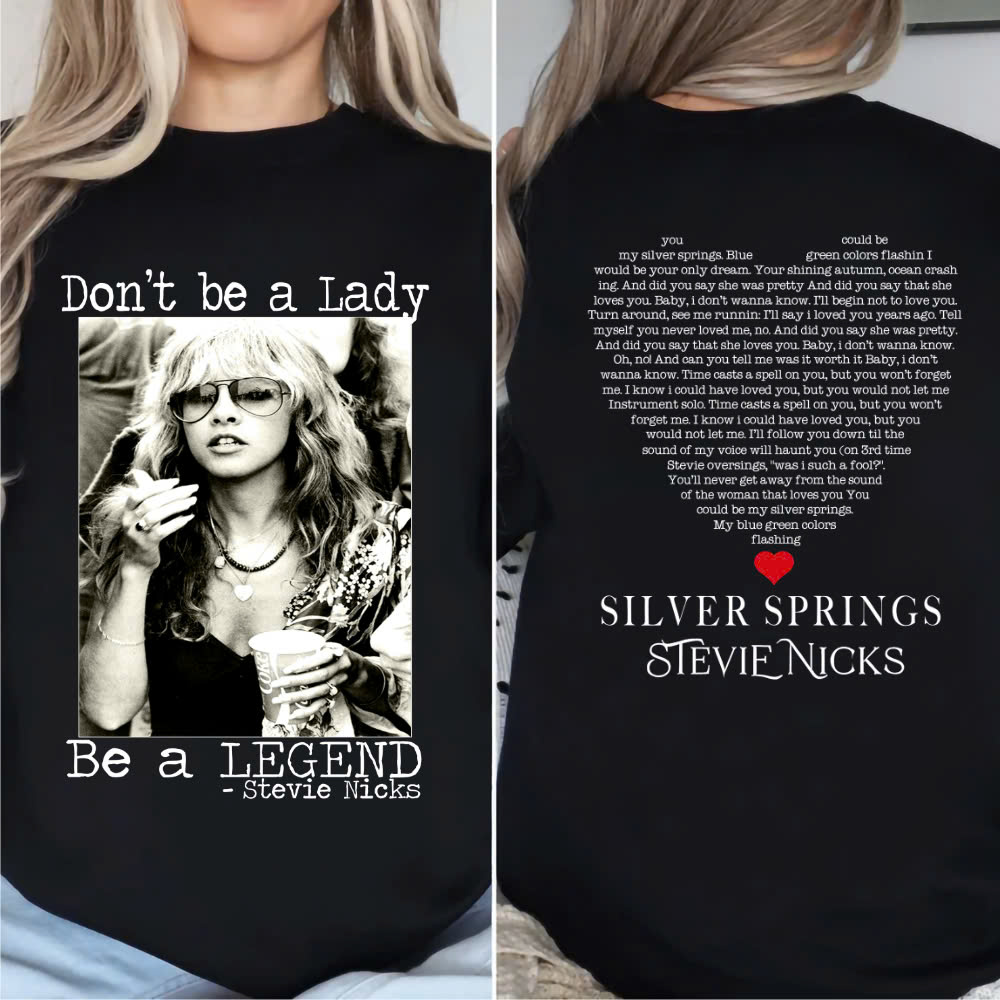 Don't be a Lady
Be a LEGEND
- Stevie Nicks
you could be
my silver springs. Blue green colors flashin I
would be your only dream. Your shining autumn, ocean crash
ing. And did you say she was pretty And did you say that she
loves you. Baby, i don't wanna know. I'll begin not to love you.
Turn around, see me runnin: I'll say i loved you years ago. Tell
myself you never loved me, no. And did you say she was pretty.
And did you say that she loves you. Baby, i don't wanna know.
Oh, no! And can you tell me was it worth it Baby, i don't
wanna know. Time casts a spell on you, but you won't forget
me. I know i could have loved you, but you would not let me
Instrument solo. Time casts a spell on you, but you won't
forget me. I know i could have loved you, but you
would not let me. I'll follow you down til the
sound of my voice will haunt you (on 3rd time
Stevie oversings, "was i such a fool?".
You'll never get away from the sound
of the woman that loves you You
could be my silver springs.
My blue green colors
flashing
SILVER SPRINGS
STEVIE NICKS